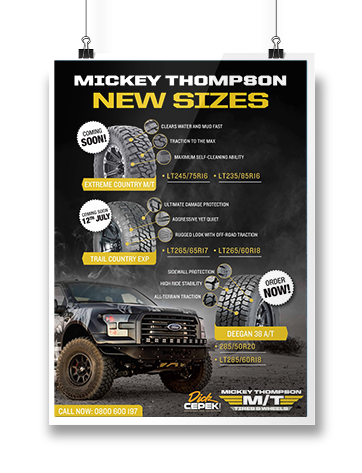 MICKEY THOMPSON
NEW SIZES
COMING
SOON!
CLEARS WATER AND MUD FAST
TRACTION TO THE MAX
MAXIMUM SELF-CLEANING ABILITY
EXTREME COUNTRY M/T
• LT245/75R16 • LT235/85R16
COMING SOON
12TH JULY
ULTIMATE DAMAGE PROTECTION
AGGRESSIVE YET QUIET
RUGGED LOOK WITH OFF-ROAD TRACTION
TRAIL COUNTRY EXP
• LT265/65R17 • LT265/60R18
SIDEWALL PROTECTION
HIGH RIDE STABILITY
ALL-TERRAIN TRACTION
ORDER
NOW!
DEEGAN 38 A/T
• 285/50R20
• LT285/60R18
Ford
CALL NOW: 0800 600 197
Dick
CEPEK!
MICKEY THOMPSON
M/T
TIRES & WHEELS